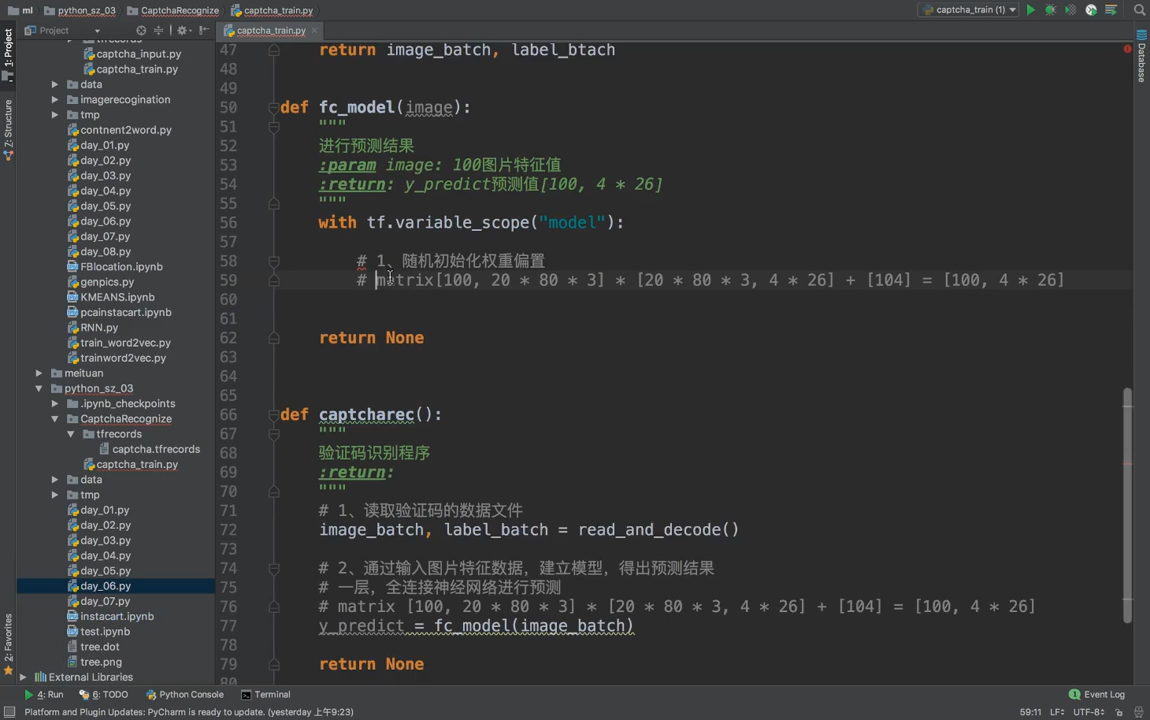 ml python_sz_03 CaptchaRecognize captcha_train.py captcha_train (1)
Project captcha_train.py
1: Project
Z: Structure
2: Favorites
captcha_input.py
captcha_train.py
data
imagerecogination
tmp
contnent2word.py
day_01.py
day_02.py
day_03.py
day_04.py
day_05.py
day_06.py
day_07.py
day_08.py
FBlocation.ipynb
genpics.py
KMEANS.ipynb
pcainstacart.ipynb
RNN.py
train_word2vec.py
trainword2vec.py
meituan
python_sz_03
.ipynb_checkpoints
CaptchaRecognize
tfrecords
captcha.tfrecords
captcha_train.py
data
tmp
day_01.py
day_02.py
day_03.py
day_04.py
day_05.py
day_06.py
day_07.py
instacart.ipynb
test.ipynb
tree.dot
tree.png
External Libraries
47 return image_batch, label_btach
48
49
50 def fc_model(image):
51 """
52 进行预测结果
53 :param image: 100图片特征值
54 :return: y_predict预测值[100, 4 * 26]
55 """
56 with tf.variable_scope("model"):
57
58 # 1、随机初始化权重偏置
59 # matrix[100, 20 * 80 * 3] * [20 * 80 * 3, 4 * 26] + [104] = [100, 4 * 26]
60
61
62 return None
63
64
65
66 def captcharec():
67 """
68 验证码识别程序
69 :return:
70 """
71 # 1、读取验证码的数据文件
72 image_batch, label_batch = read_and_decode()
73
74 # 2、通过输入图片特征数据，建立模型，得出预测结果
75 # 一层，全连接神经网络进行预测
76 # matrix [100, 20 * 80 * 3] * [20 * 80 * 3, 4 * 26] + [104] = [100, 4 * 26]
77 y_predict = fc_model(image_batch)
78
79 return None
Database
4: Run 6: TODO Python Console Terminal 1 Event Log
Platform and Plugin Updates: PyCharm is ready to update. (yesterday 上午9:23) 59:11 LF÷ UTF-8÷